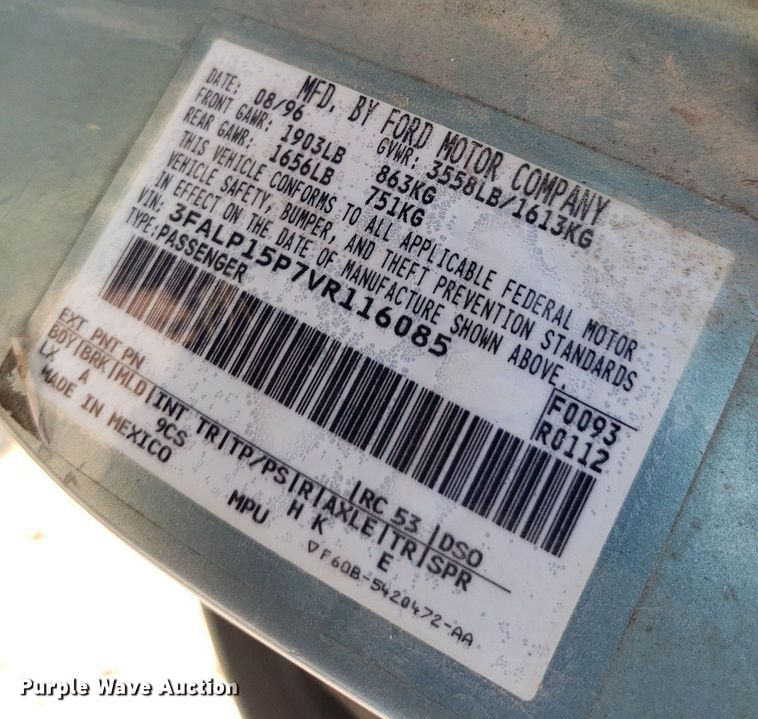 MFD. BY FORD MOTOR COMPANY
DATE: 08/96 GVWR: 3558LB/1613KG
FRONT GAWR: 1903LB 863KG
REAR GAWR: 1656LB 751KG
THIS VEHICLE CONFORMS TO ALL APPLICABLE FEDERAL MOTOR
VEHICLE SAFETY, BUMPER, AND THEFT PREVENTION STANDARDS
IN EFFECT ON THE DATE OF MANUFACTURE SHOWN ABOVE.
VIN: 3FALP15P7VR116085
TYPE: PASSENGER
F0093
R0112
EXT PNT PN RC 53 DSO
BDY|BRK|MLD|INT TR|TP/PS|R|AXLE|TR|SPR
LX A 9CS MPU H K E
MADE IN MEXICO
▽F60B-5420472-AA
Purple Wave Auction